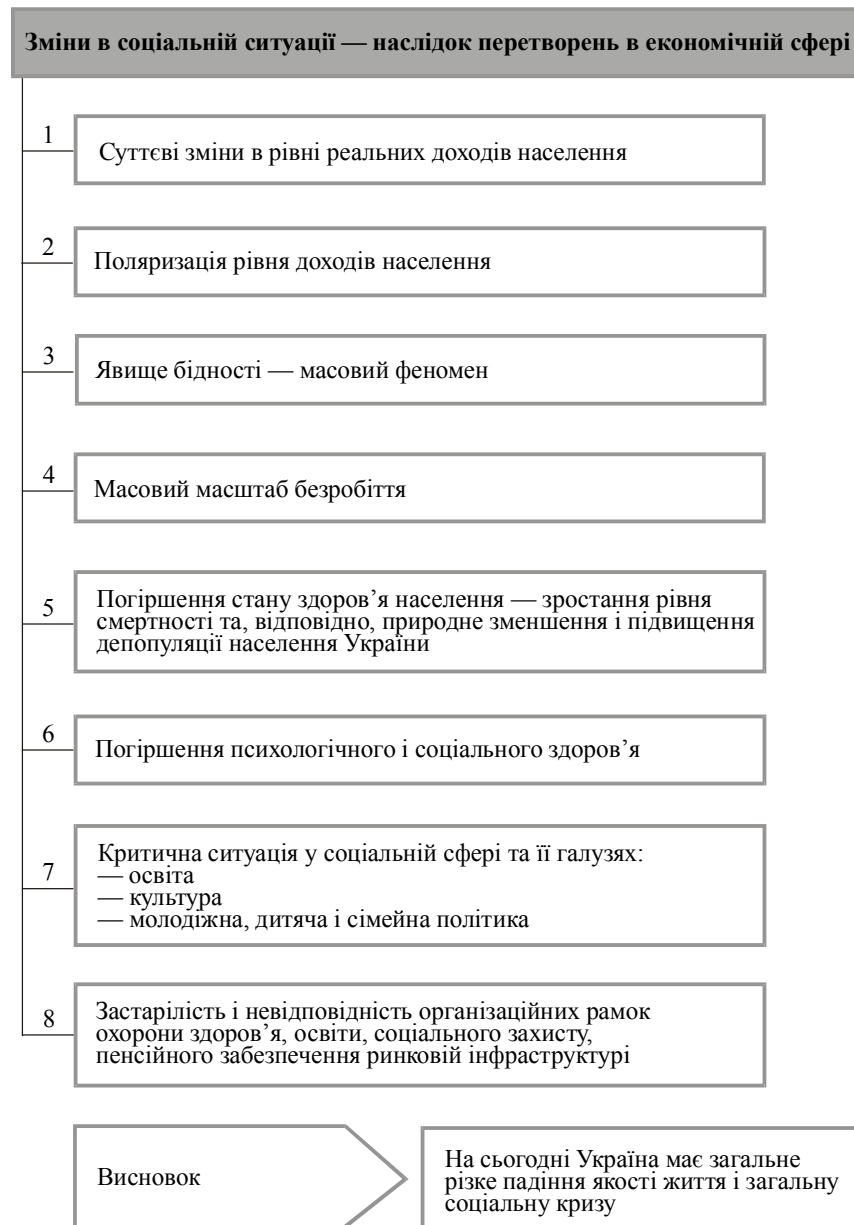 Зміни в соціальній ситуації — наслідок перетворень в економічній сфері
1
Суттєві зміни в рівні реальних доходів населення
2
Поляризація рівня доходів населення
3
Явище бідності — масовий феномен
4
Масовий масштаб безробіття
5
Погіршення стану здоров’я населення — зростання рівня
смертності та, відповідно, природне зменшення і підвищення
депопуляції населення України
6
Погіршення психологічного і соціального здоров’я
7
Критична ситуація у соціальній сфері та її галузях:
— освіта
— культура
— молодіжна, дитяча і сімейна політика
8
Застарілість і невідповідність організаційних рамок
охорони здоров’я, освіти, соціального захисту,
пенсійного забезпечення ринковій інфраструктурі
Висновок
На сьогодні Україна має загальне
різке падіння якості життя і загальну
соціальну кризу